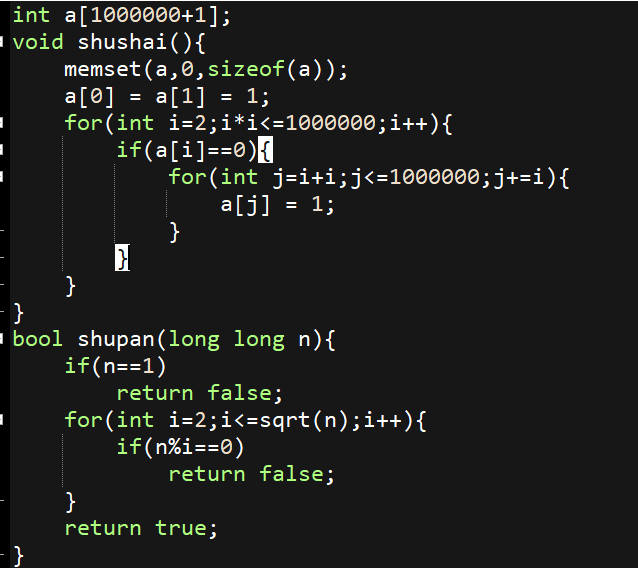 int a[1000000+1];
void shushai(){
    memset(a,0,sizeof(a));
    a[0] = a[1] = 1;
    for(int i=2;i*i<=1000000;i++){
        if(a[i]==0){
            for(int j=i+i;j<=1000000;j+=i){
                a[j] = 1;
            }
        }
    }
}
bool shupan(long long n){
    if(n==1)
        return false;
    for(int i=2;i<=sqrt(n);i++){
        if(n%i==0)
            return false;
    }
    return true;
}